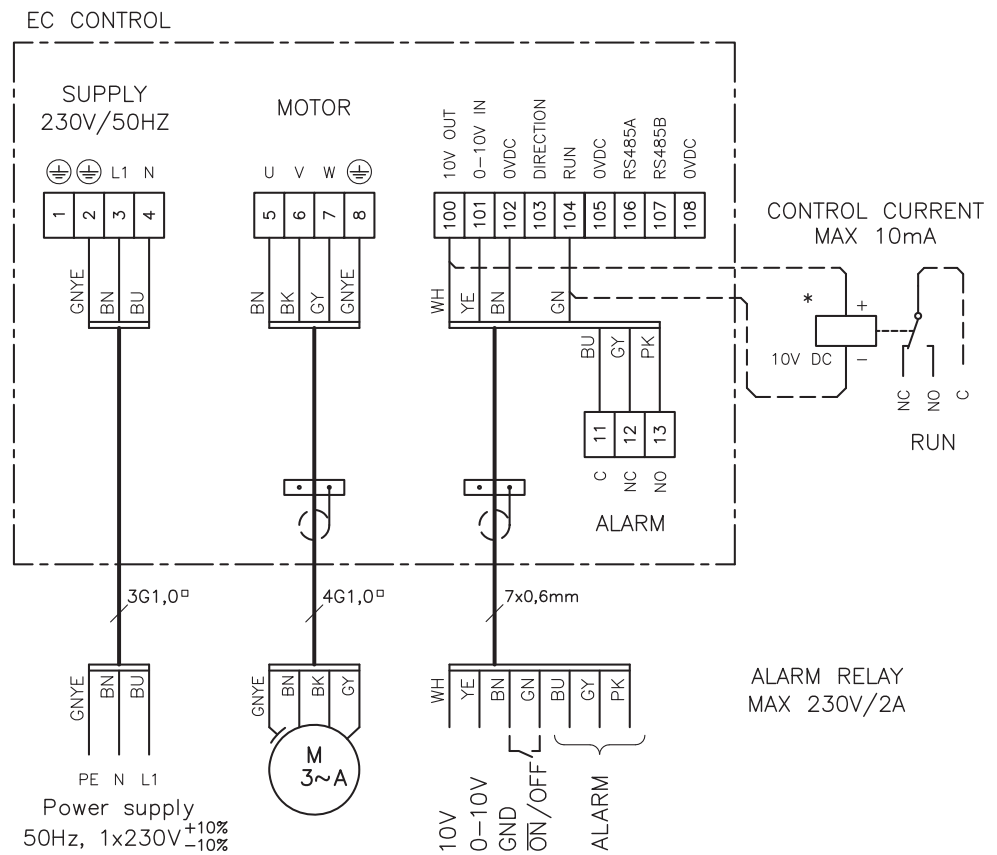 EC CONTROL
SUPPLY
230V/50HZ
MOTOR
L1 N
U V W
10V OUT
0-10V IN
0VDC
DIRECTION
RUN
0VDC
RS485A
RS485B
0VDC
1 2 3 4
5 6 7 8
100 101 102 103 104 105 106 107 108
CONTROL CURRENT
MAX 10mA
GNYE BN BU
BN BK GY GNYE
WH YE BN GN
* +
10V DC −
NC NO C
RUN
BU GY PK
11 12 13
C NC NO
ALARM
3G1,0▫
4G1,0▫
7x0,6mm
GNYE BN BU
GNYE BN BK GY
WH YE BN GN BU GY PK
ALARM RELAY
MAX 230V/2A
M
3~A
PE N L1
Power supply
50Hz, 1x230V +10%
−10%
10V
0-10V
GND
ON/OFF
ALARM